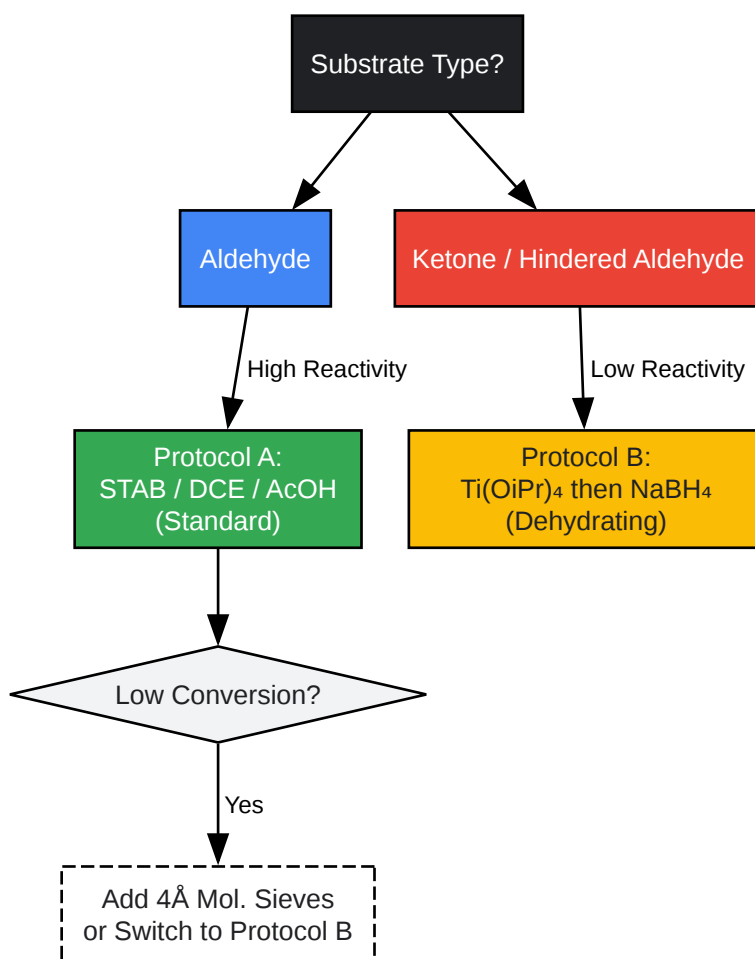 Substrate Type?
Aldehyde
Ketone / Hindered Aldehyde
High Reactivity
Low Reactivity
Protocol A:
STAB / DCE / AcOH
(Standard)
Protocol B:
Ti(OiPr)₄ then NaBH₄
(Dehydrating)
Low Conversion?
Yes
Add 4Å Mol. Sieves
or Switch to Protocol B